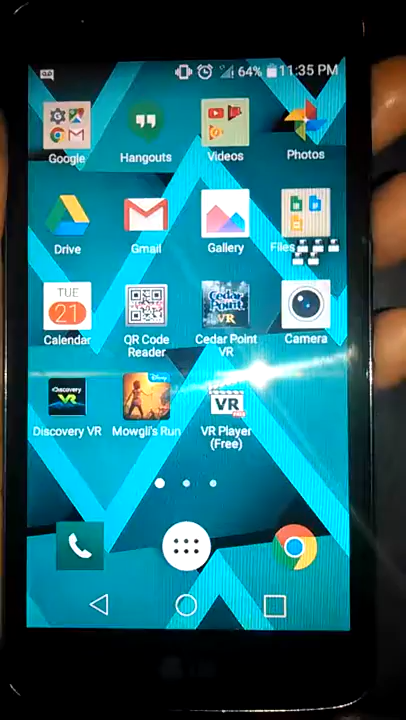 64% 11:35 PM
Google Hangouts Videos Photos
Drive Gmail Gallery Files
TUE
21
Cedar
Point
VR
Calendar QR Code Cedar Point Camera
Reader VR
Discovery
VR
Disney
VR
Discovery VR Mowgli's Run VR Player
(Free)